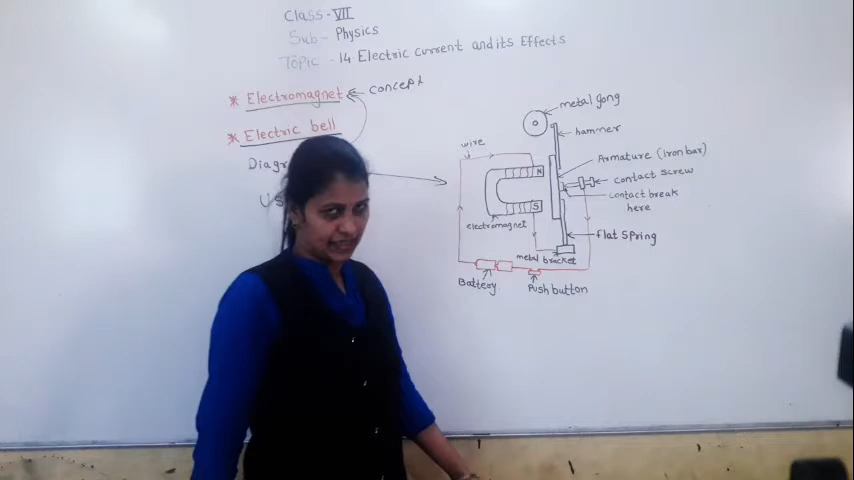 Class - VII
Sub - Physics
Topic - 14 Electric current and its Effects
* Electromagnet ← concept
* Electric bell
Diagr
Us
metal gong
hammer
wire
Armature (iron bar)
N
contact screw
contact break
here
S
electromagnet
flat spring
metal bracket
Battery
Push button